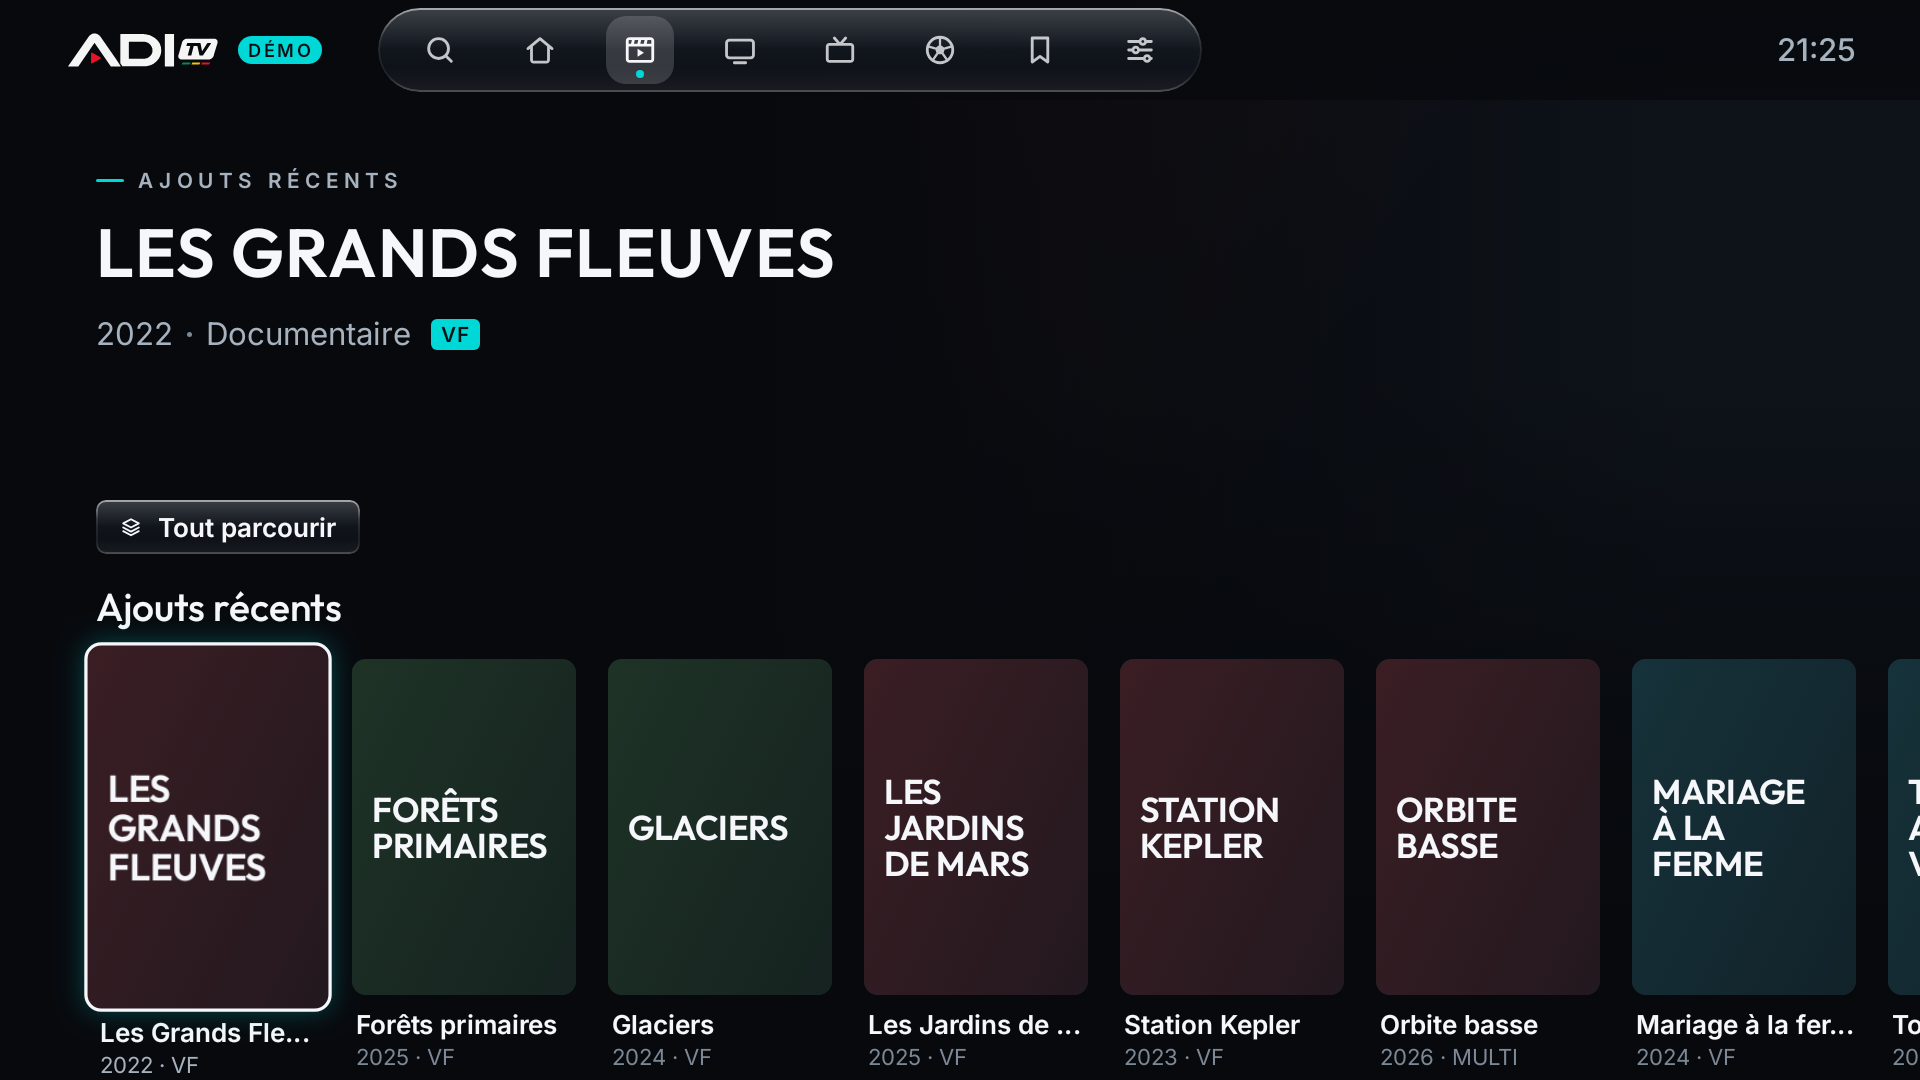 ADI TV
DÉMO
21:25
AJOUTS RÉCENTS
LES GRANDS FLEUVES
2022 · Documentaire VF
Tout parcourir
Ajouts récents
LES
GRANDS
FLEUVES
FORÊTS
PRIMAIRES
GLACIERS
LES
JARDINS
DE MARS
STATION
KEPLER
ORBITE
BASSE
MARIAGE
À LA
FERME
Les Grands Fle...
2022 · VF
Forêts primaires
2025 · VF
Glaciers
2024 · VF
Les Jardins de ...
2025 · VF
Station Kepler
2023 · VF
Orbite basse
2026 · MULTI
Mariage à la fer...
2024 · VF